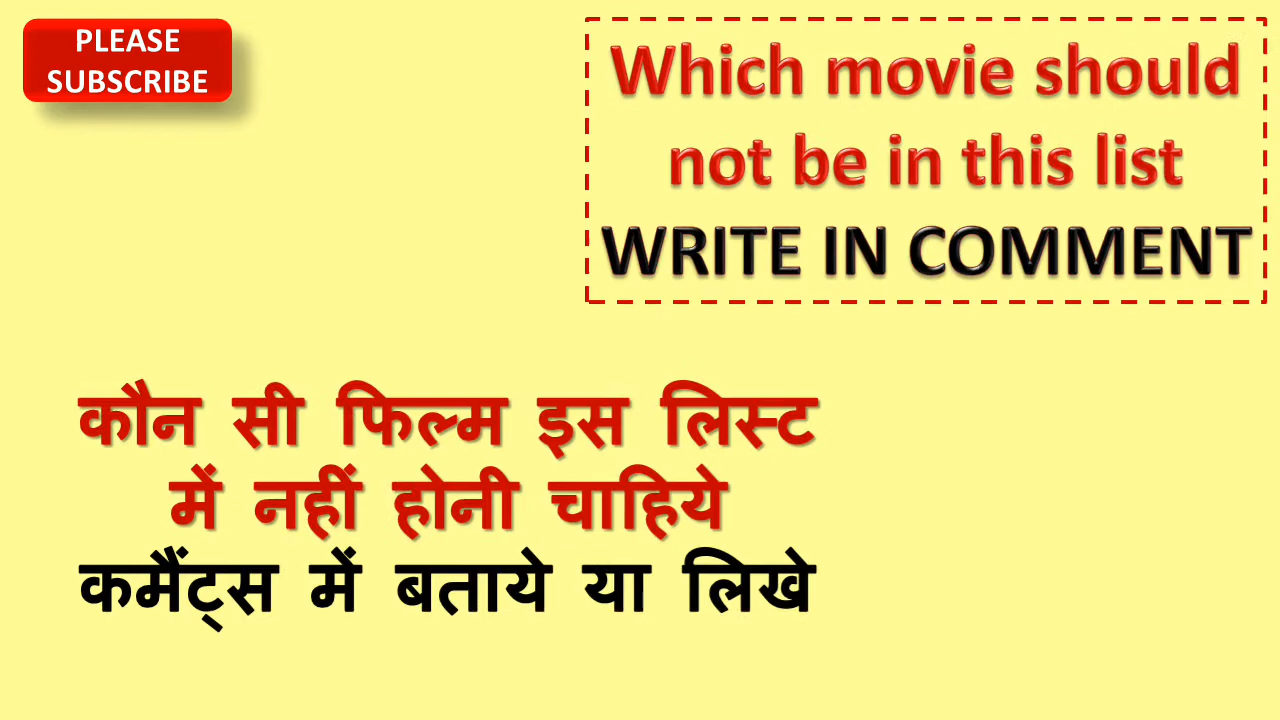 PLEASE
SUBSCRIBE
Which movie should
not be in this list
WRITE IN COMMENT
कौन सी फिल्म इस लिस्ट
में नहीं होनी चाहिये
कमैंट्स में बताये या लिखे